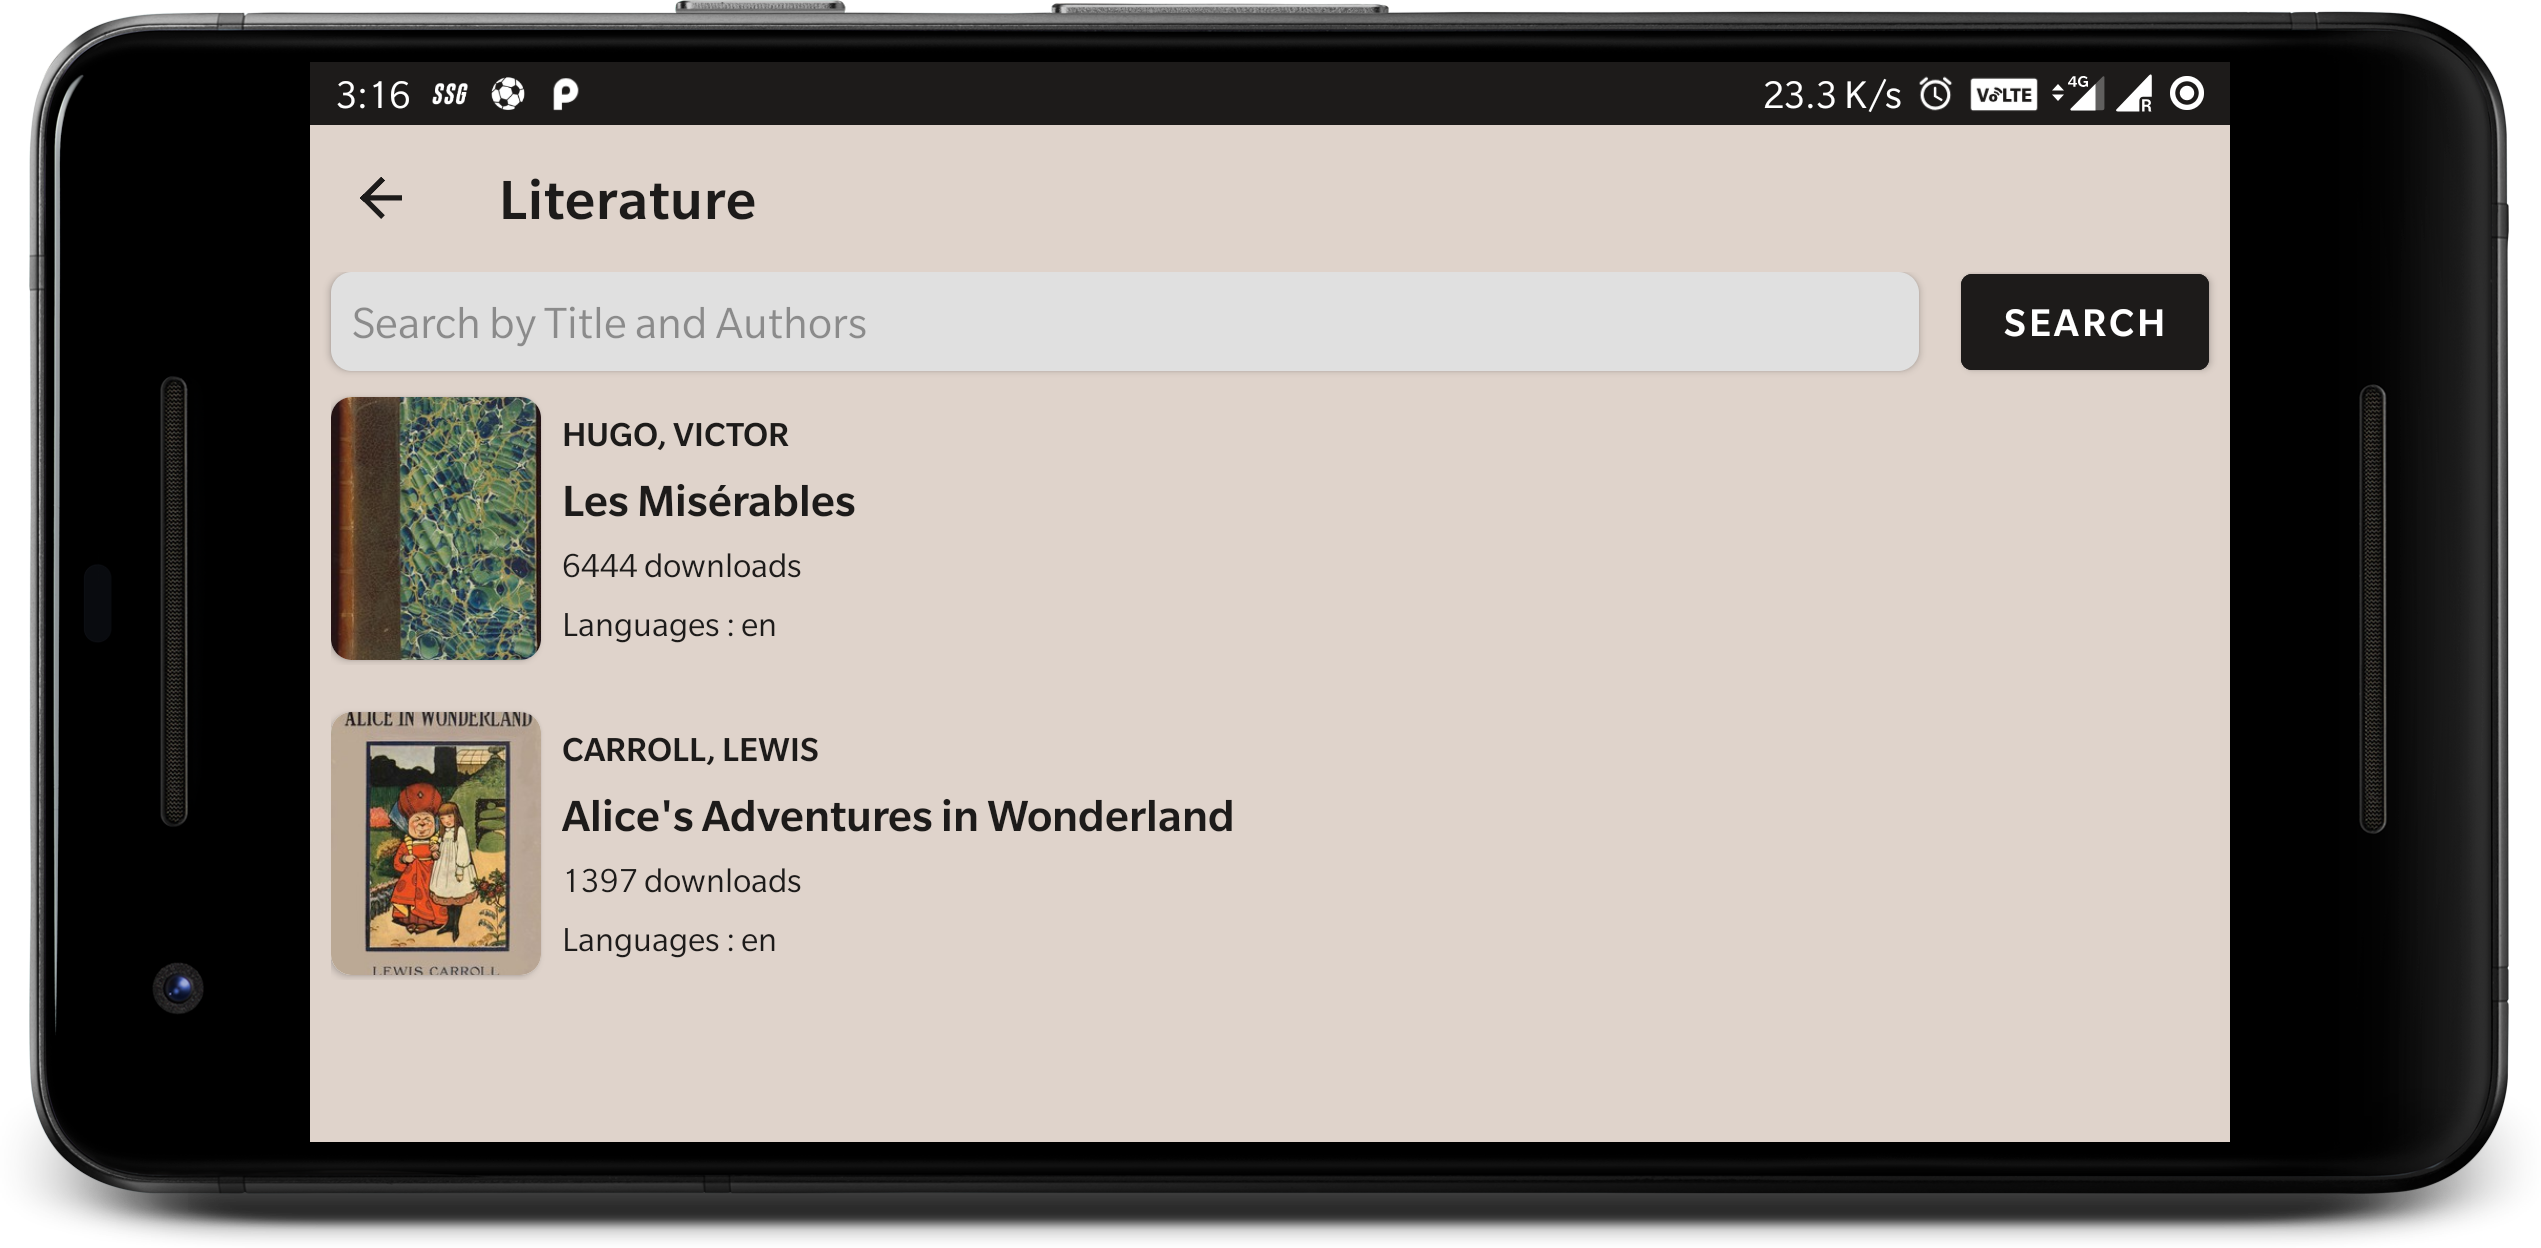 3:16 SSG P 23.3 K/s VoLTE 4G R
Literature
Search by Title and Authors
SEARCH
HUGO, VICTOR
Les Misérables
6444 downloads
Languages : en
ALICE IN WONDERLAND
LEWIS CARROLL
CARROLL, LEWIS
Alice's Adventures in Wonderland
1397 downloads
Languages : en